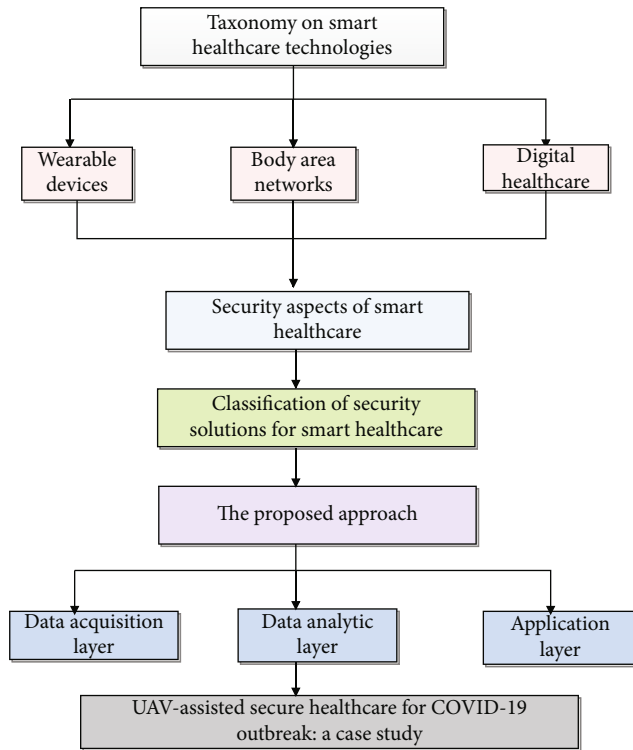 Taxonomy on smart
healthcare technologies
Wearable
devices
Body area
networks
Digital
healthcare
Security aspects of smart
healthcare
Classification of security
solutions for smart healthcare
The proposed approach
Data acquisition
layer
Data analytic
layer
Application
layer
UAV-assisted secure healthcare for COVID-19
outbreak: a case study